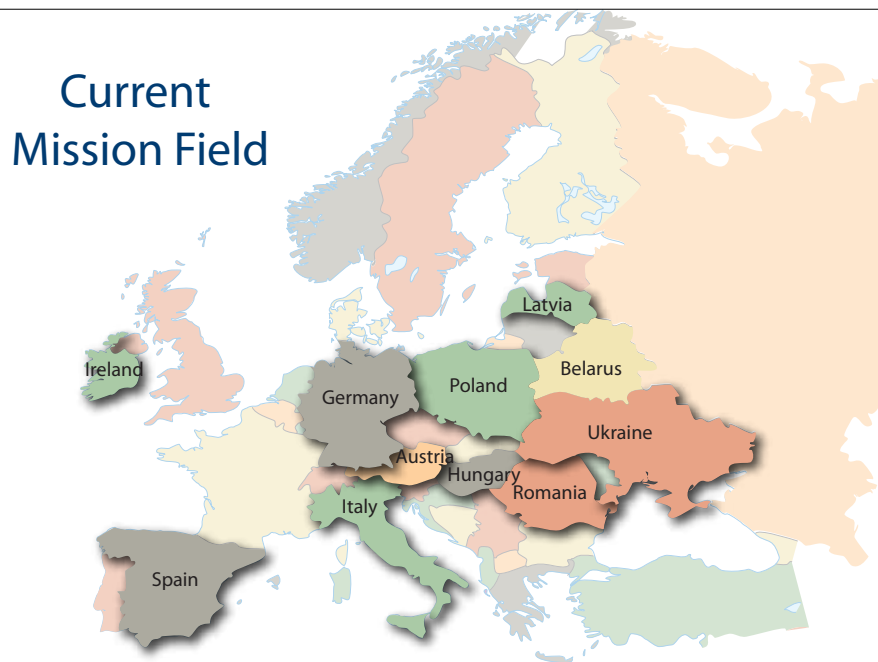 Current
Mission Field
Latvia
Ireland
Belarus
Poland
Germany
Ukraine
Austria
Hungary
Romania
Italy
Spain